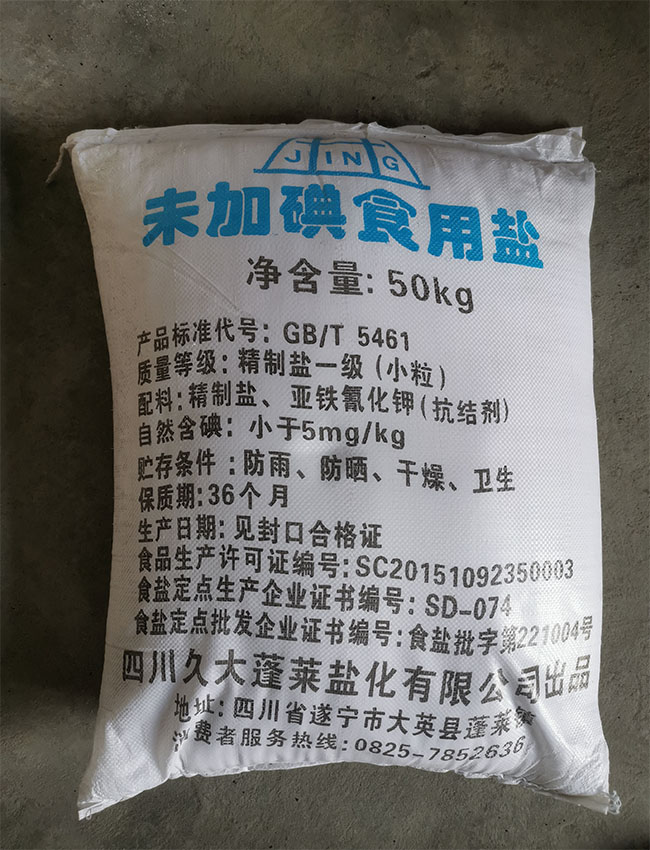 JING
未加碘食用盐
净含量: 50kg
产品标准代号: GB/T 5461
质量等级: 精制盐一级 (小粒)
配料: 精制盐、亚铁氰化钾 (抗结剂)
自然含碘: 小于5mg/kg
贮存条件: 防雨、防晒、干燥、卫生
保质期: 36个月
生产日期: 见封口合格证
食品生产许可证编号: SC20151092350003
食盐定点生产企业证书编号: SD-074
食盐定点批发企业证书编号: 食盐批字第221004号
四川久大蓬莱盐化有限公司出品
地址: 四川省遂宁市大英县蓬莱镇
消费者服务热线: 0825-7852636